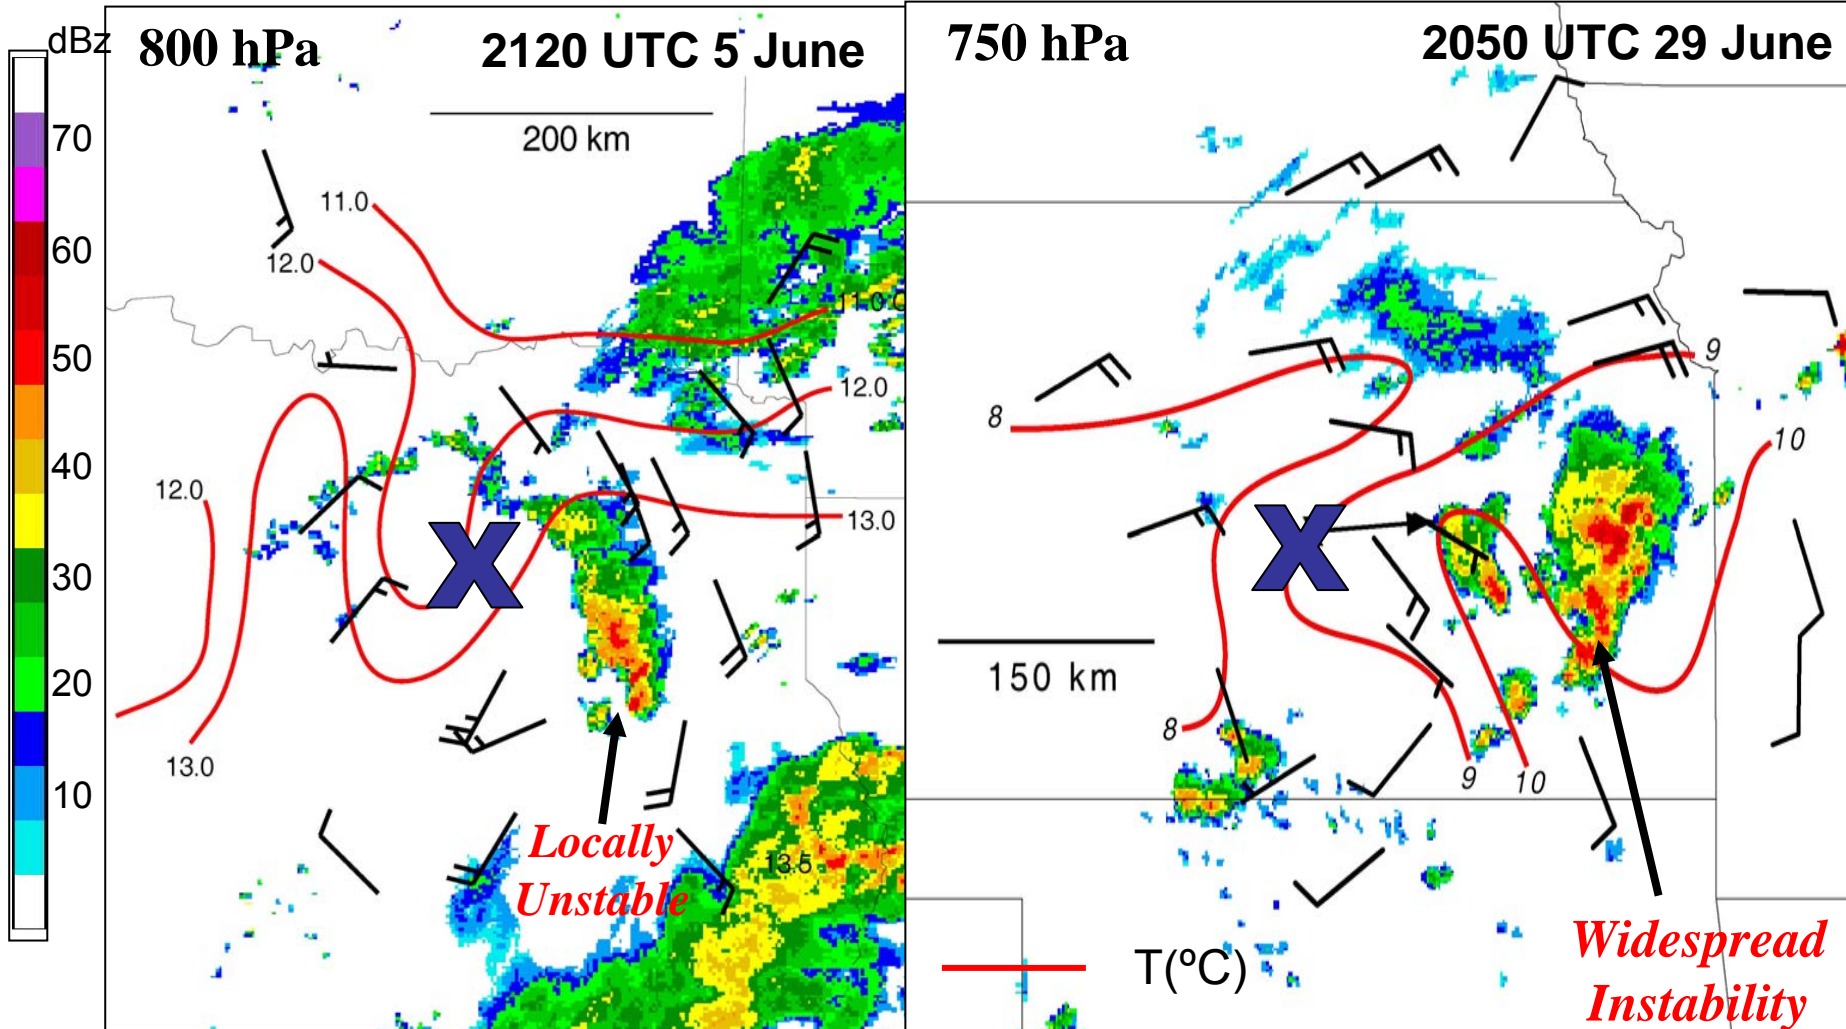 dBz
70
60
50
40
30
20
10
800 hPa
2120 UTC 5 June
200 km
11.0
12.0
11.0 C
12.0
12.0
13.0
13.0
13.5
Locally
Unstable
X
750 hPa
2050 UTC 29 June
8
9
10
X
150 km
8
9
10
T(ºC)
Widespread
Instability